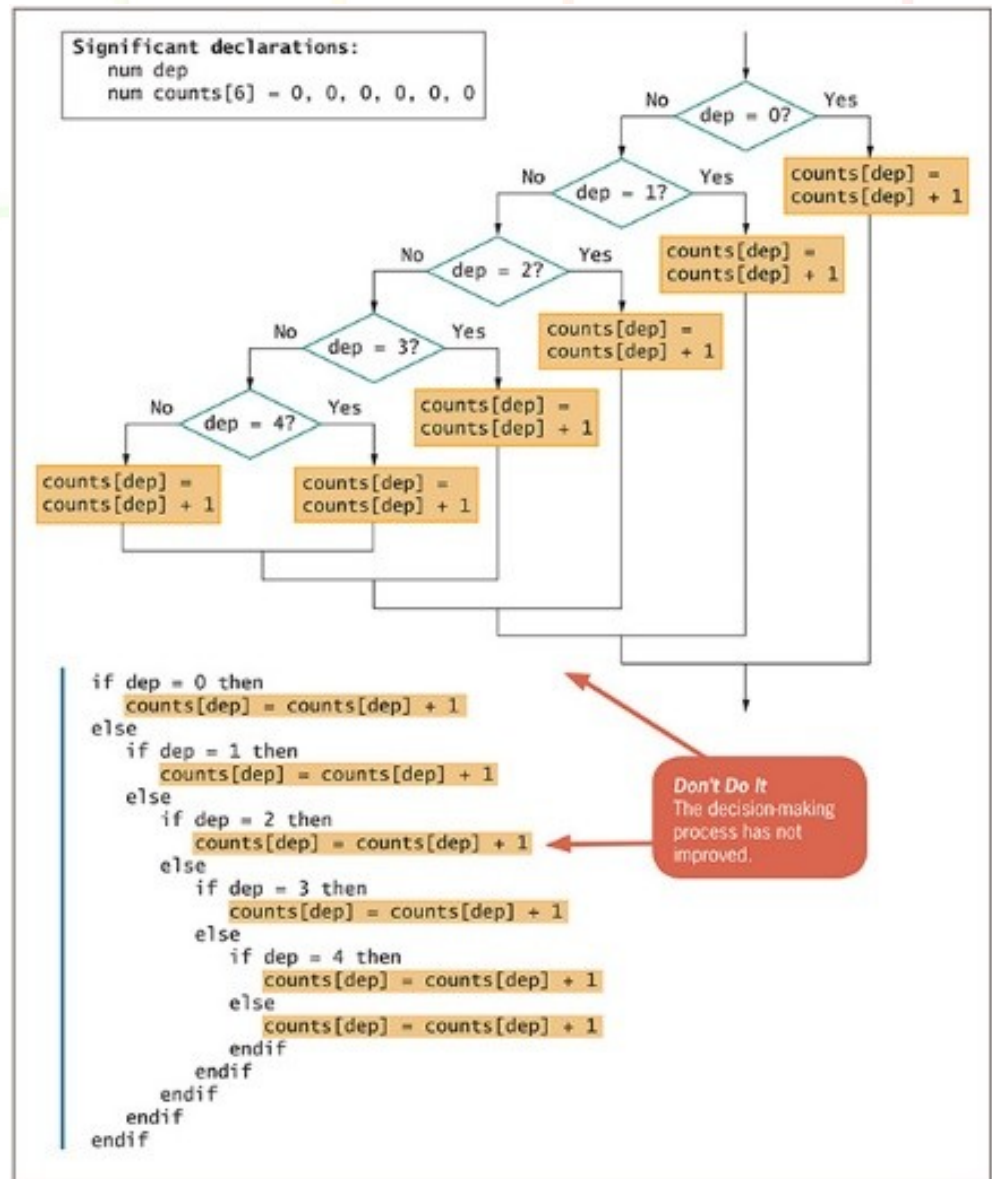 Significant declarations:
num dep
num counts[6] = 0, 0, 0, 0, 0, 0
No
dep = 0?
Yes
counts[dep] =
counts[dep] + 1
No
dep = 1?
Yes
counts[dep] =
counts[dep] + 1
No
dep = 2?
Yes
counts[dep] =
counts[dep] + 1
No
dep = 3?
Yes
counts[dep] =
counts[dep] + 1
No
dep = 4?
Yes
counts[dep] =
counts[dep] + 1
counts[dep] =
counts[dep] + 1
if dep = 0 then
counts[dep] = counts[dep] + 1
else
if dep = 1 then
counts[dep] = counts[dep] + 1
else
if dep = 2 then
counts[dep] = counts[dep] + 1
else
if dep = 3 then
counts[dep] = counts[dep] + 1
else
if dep = 4 then
counts[dep] = counts[dep] + 1
else
counts[dep] = counts[dep] + 1
endif
endif
endif
endif
endif
Don't Do It
The decision-making
process has not
improved.